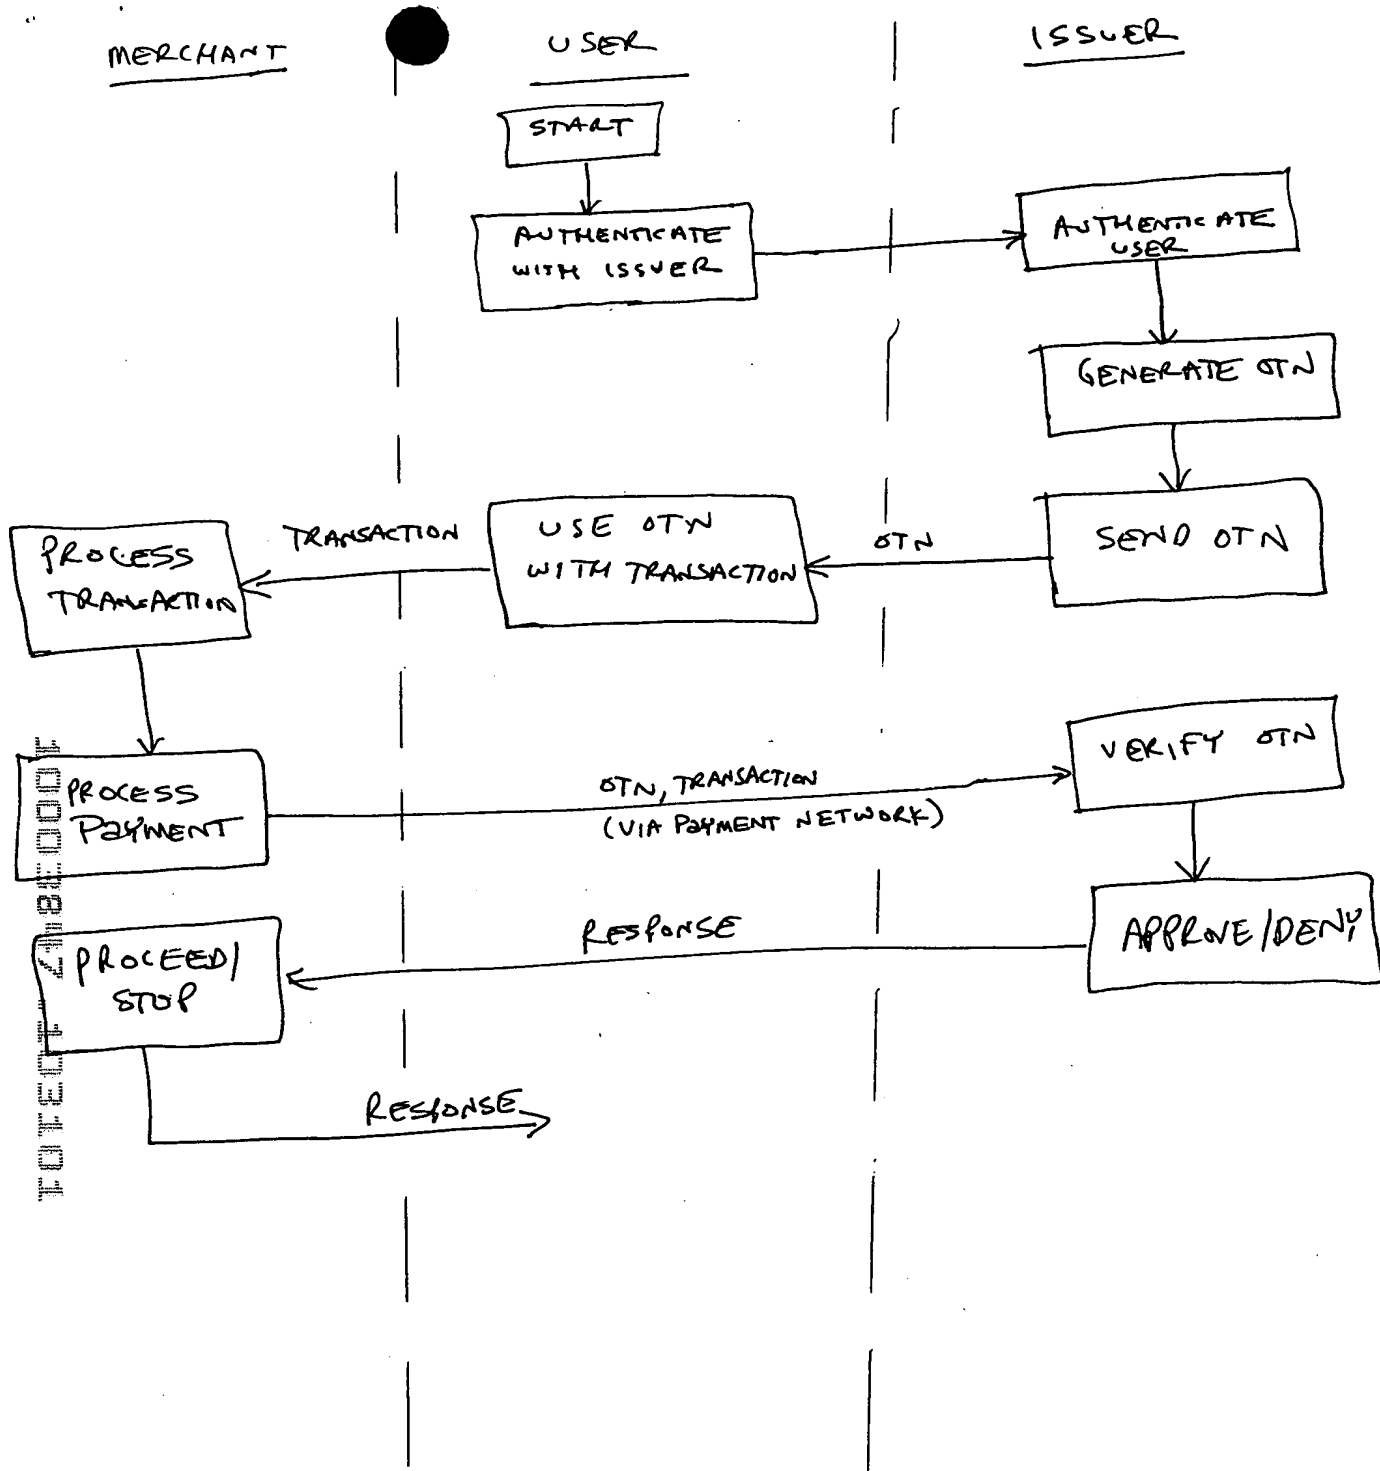 MERCHANT
USER
ISSUER
START
AUTHENTICATE
WITH ISSUER
AUTHENTICATE
USER
GENERATE OTN
SEND OTN
OTN
USE OTN
WITH TRANSACTION
TRANSACTION
PROCESS
TRANSACTION
PROCESS
PAYMENT
OTN, TRANSACTION
(VIA PAYMENT NETWORK)
VERIFY OTN
APPROVE/DENY
RESPONSE
PROCEED/
STOP
RESPONSE